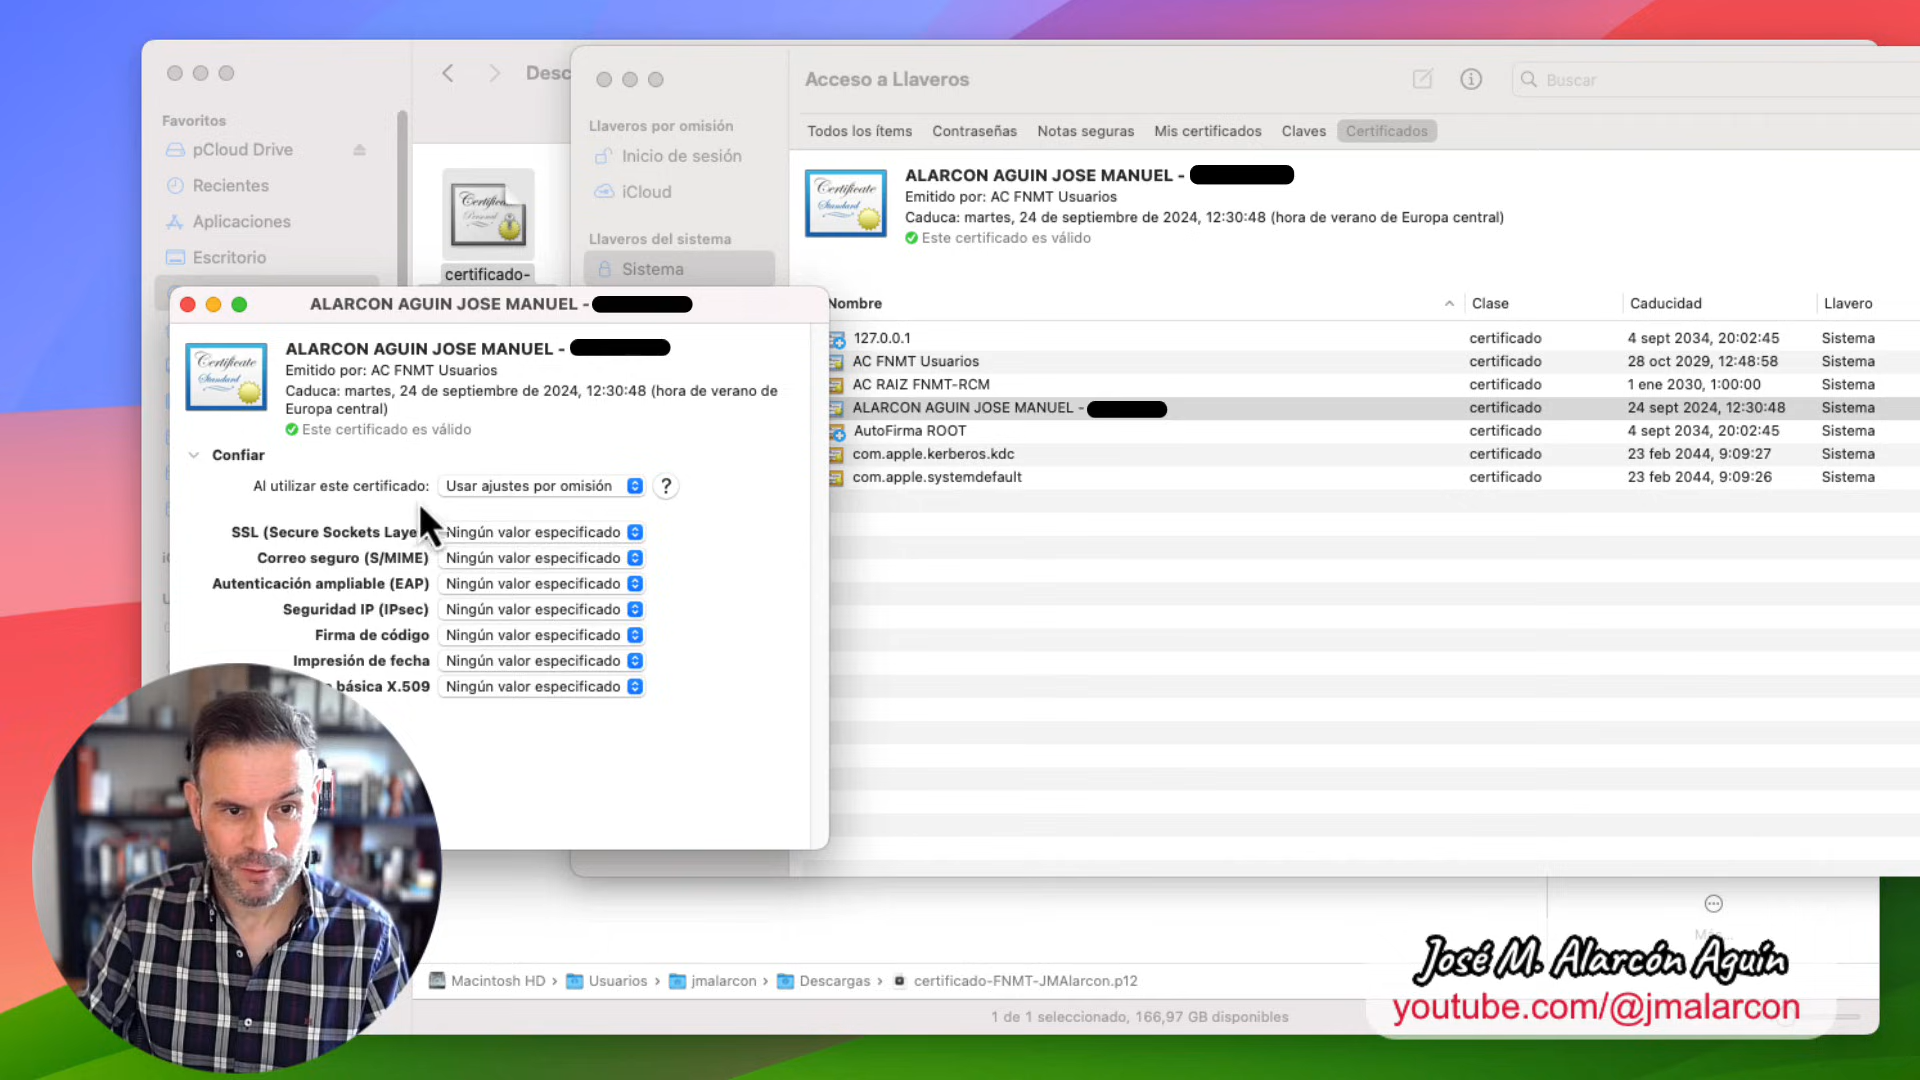 Desc
Favoritos
pCloud Drive
Recientes
Aplicaciones
Escritorio
certificado-
Acceso a Llaveros
Buscar
Llaveros por omisión
Inicio de sesión
iCloud
Llaveros del sistema
Sistema
Todos los ítems Contraseñas Notas seguras Mis certificados Claves Certificados
ALARCON AGUIN JOSE MANUEL -
Emitido por: AC FNMT Usuarios
Caduca: martes, 24 de septiembre de 2024, 12:30:48 (hora de verano de Europa central)
Este certificado es válido
Nombre Clase Caducidad Llavero
127.0.0.1 certificado 4 sept 2034, 20:02:45 Sistema
AC FNMT Usuarios certificado 28 oct 2029, 12:48:58 Sistema
AC RAIZ FNMT-RCM certificado 1 ene 2030, 1:00:00 Sistema
ALARCON AGUIN JOSE MANUEL - certificado 24 sept 2024, 12:30:48 Sistema
AutoFirma ROOT certificado 4 sept 2034, 20:02:45 Sistema
com.apple.kerberos.kdc certificado 23 feb 2044, 9:09:27 Sistema
com.apple.systemdefault certificado 23 feb 2044, 9:09:26 Sistema
ALARCON AGUIN JOSE MANUEL -
Certificate
Standard
ALARCON AGUIN JOSE MANUEL -
Emitido por: AC FNMT Usuarios
Caduca: martes, 24 de septiembre de 2024, 12:30:48 (hora de verano de
Europa central)
Este certificado es válido
Confiar
Al utilizar este certificado: Usar ajustes por omisión ?
SSL (Secure Sockets Laye Ningún valor especificado
Correo seguro (S/MIME) Ningún valor especificado
Autenticación ampliable (EAP) Ningún valor especificado
Seguridad IP (IPsec) Ningún valor especificado
Firma de código Ningún valor especificado
Impresión de fecha Ningún valor especificado
básica X.509 Ningún valor especificado
Macintosh HD › Usuarios › jmalarcon › Descargas › certificado-FNMT-JMAlarcon.p12
1 de 1 seleccionado, 166,97 GB disponibles
José M. Alarcón Aguín
youtube.com/@jmalarcon